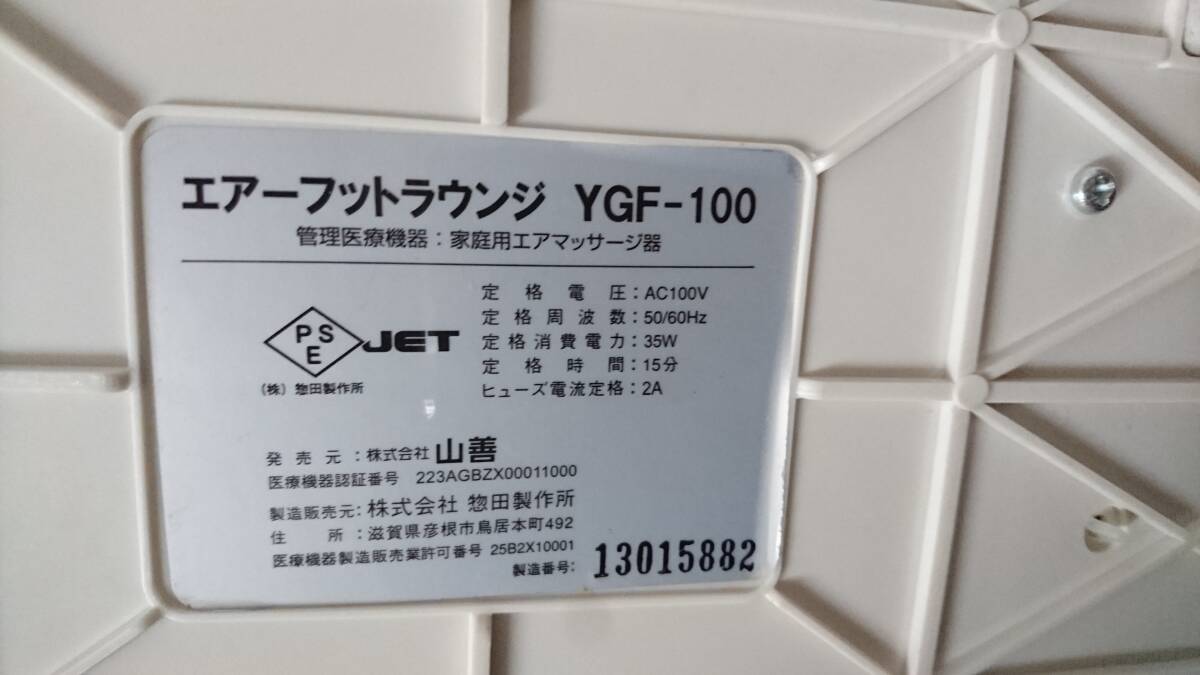 エアーフットラウンジ YGF-100
管理医療機器：家庭用エアマッサージ器
PS
E
JET
(株) 惣田製作所
定格電圧：AC100V
定格周波数：50/60Hz
定格消費電力：35W
定格時間：15分
ヒューズ電流定格：2A
発売元：株式会社 山善
医療機器認証番号 223AGBZX00011000
製造販売元：株式会社 惣田製作所
住所：滋賀県彦根市鳥居本町492
医療機器製造販売業許可番号 25B2X10001
製造番号：13015882